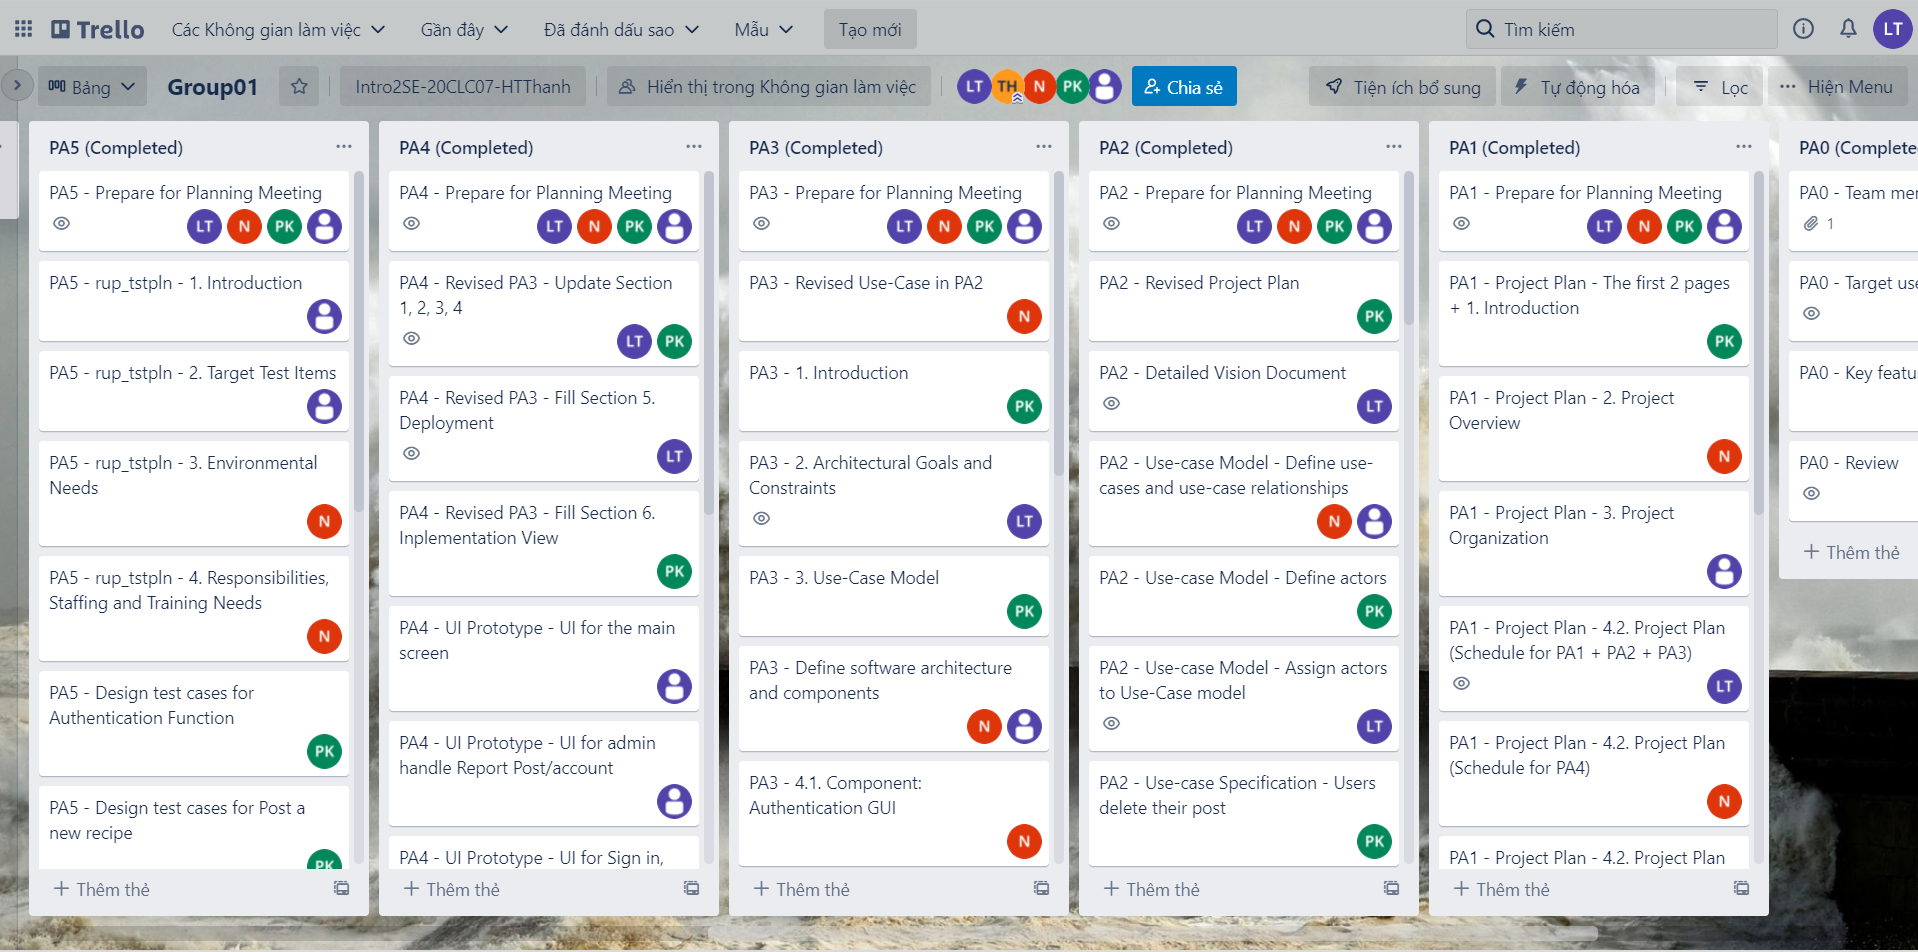 Trello
Các Không gian làm việc
Gần đây
Đã đánh dấu sao
Mẫu
Tạo mới
Tìm kiếm
LT
Bảng
Group01
Intro2SE-20CLC07-HTThanh
Hiển thị trong Không gian làm việc
LT
TH
N
PK
Chia sẻ
Tiện ích bổ sung
Tự động hóa
Lọc
Hiện Menu
PA5 (Completed)
PA5 - Prepare for Planning Meeting
LT N PK
PA5 - rup_tstpln - 1. Introduction
PA5 - rup_tstpln - 2. Target Test Items
PA5 - rup_tstpln - 3. Environmental
Needs
N
PA5 - rup_tstpln - 4. Responsibilities,
Staffing and Training Needs
N
PA5 - Design test cases for
Authentication Function
PK
PA5 - Design test cases for Post a
new recipe
PK
Thêm thẻ
PA4 (Completed)
PA4 - Prepare for Planning Meeting
LT N PK
PA4 - Revised PA3 - Update Section
1, 2, 3, 4
LT PK
PA4 - Revised PA3 - Fill Section 5.
Deployment
LT
PA4 - Revised PA3 - Fill Section 6.
Inplementation View
PK
PA4 - UI Prototype - UI for the main
screen
PA4 - UI Prototype - UI for admin
handle Report Post/account
PA4 - UI Prototype - UI for Sign in,
Thêm thẻ
PA3 (Completed)
PA3 - Prepare for Planning Meeting
LT N PK
PA3 - Revised Use-Case in PA2
N
PA3 - 1. Introduction
PK
PA3 - 2. Architectural Goals and
Constraints
LT
PA3 - 3. Use-Case Model
PK
PA3 - Define software architecture
and components
N
PA3 - 4.1. Component:
Authentication GUI
N
Thêm thẻ
PA2 (Completed)
PA2 - Prepare for Planning Meeting
LT N PK
PA2 - Revised Project Plan
PK
PA2 - Detailed Vision Document
LT
PA2 - Use-case Model - Define use-
cases and use-case relationships
N
PA2 - Use-case Model - Define actors
PK
PA2 - Use-case Model - Assign actors
to Use-Case model
LT
PA2 - Use-case Specification - Users
delete their post
PK
Thêm thẻ
PA1 (Completed)
PA1 - Prepare for Planning Meeting
LT N PK
PA1 - Project Plan - The first 2 pages
+ 1. Introduction
PK
PA1 - Project Plan - 2. Project
Overview
N
PA1 - Project Plan - 3. Project
Organization
PA1 - Project Plan - 4.2. Project Plan
(Schedule for PA1 + PA2 + PA3)
LT
PA1 - Project Plan - 4.2. Project Plan
(Schedule for PA4)
N
PA1 - Project Plan - 4.2. Project Plan
Thêm thẻ
PA0 (Complete
PA0 - Team mer
1
PA0 - Target use
PA0 - Key featu
PA0 - Review
Thêm thẻ